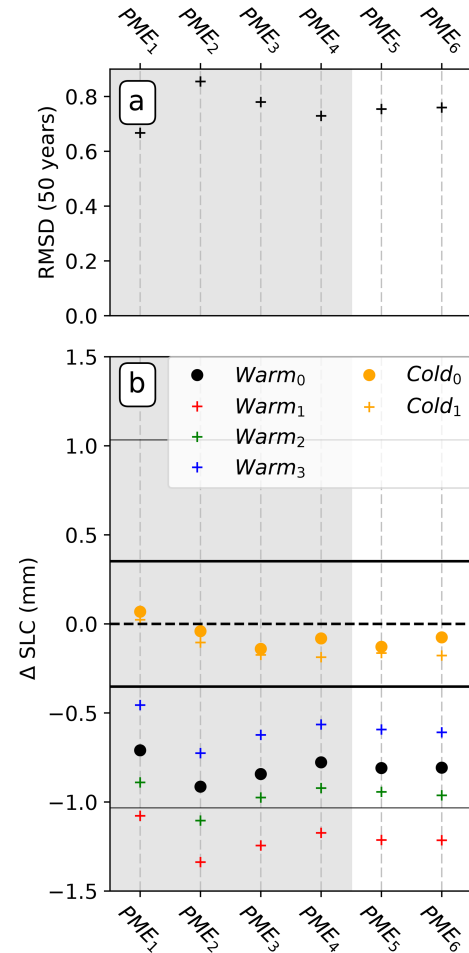 PME₁ PME₂ PME₃ PME₄ PME₅ PME₆
a
RMSD (50 years)
0.8
0.6
0.4
0.2
0.0
b
Warm₀ Cold₀
Warm₁ Cold₁
Warm₂
Warm₃
Δ SLC (mm)
1.5
1.0
0.5
0.0
−0.5
−1.0
−1.5
PME₁ PME₂ PME₃ PME₄ PME₅ PME₆